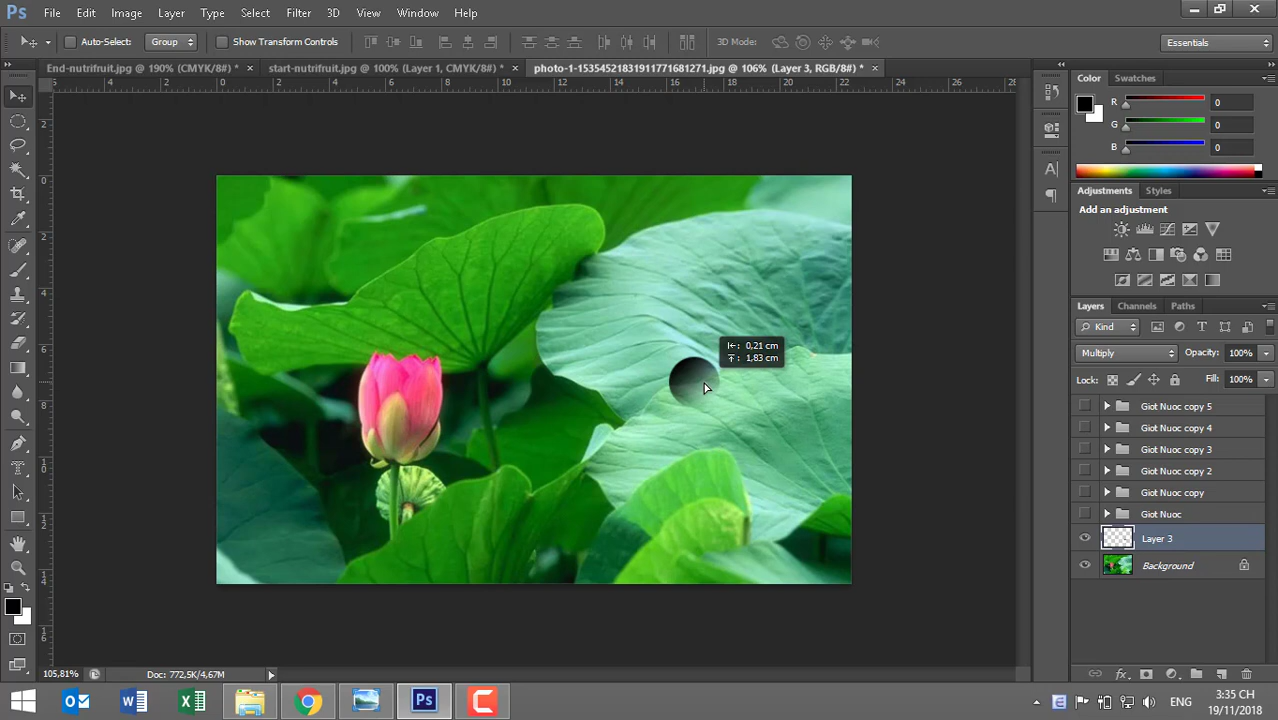 Ps File Edit Image Layer Type Select Filter 3D View Window Help
Auto-Select: Group Show Transform Controls 3D Mode: Essentials
End-nutrifruit.jpg @ 190% (CMYK/8#) * × start-nutrifruit.jpg @ 100% (Layer 1, CMYK/8#) * × photo-1-15354521831911771681271.jpg @ 106% (Layer 3, RGB/8#) * ×
Color Swatches
R 0
G 0
B 0
Adjustments Styles
Add an adjustment
Layers Channels Paths
Kind
Multiply Opacity: 100%
Lock: Fill: 100%
Giot Nuoc copy 5
Giot Nuoc copy 4
Giot Nuoc copy 3
Giot Nuoc copy 2
Giot Nuoc copy
Giot Nuoc
Layer 3
Background
0,21 cm
1,83 cm
105,81% Doc: 772,5K/4,67M
ENG 3:35 CH
19/11/2018